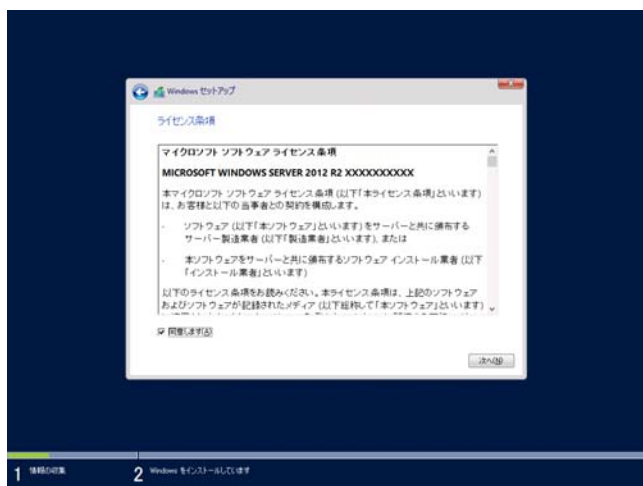 Windows セットアップ
ライセンス条項
マイクロソフト ソフトウェア ライセンス条項
MICROSOFT WINDOWS SERVER 2012 R2 XXXXXXXXXX
本マイクロソフト ソフトウェア ライセンス条項 (以下「本ライセンス条項」といいます)
は、お客様と以下の当事者との契約を構成します。
- ソフトウェア (以下「本ソフトウェア」といいます) をサーバーと共に頒布する
サーバー製造業者 (以下「製造業者」といいます)、または
- 本ソフトウェアをサーバーと共に頒布するソフトウェア インストール業者 (以下
「インストール業者」といいます)
以下のライセンス条項をお読みください。本ライセンス条項は、上記のソフトウェア
およびソフトウェアが記録されたメディア (以下総称して「本ソフトウェア」といいます)
同意します(A)
次へ(N)
1 情報の収集
2 Windows をインストールしています